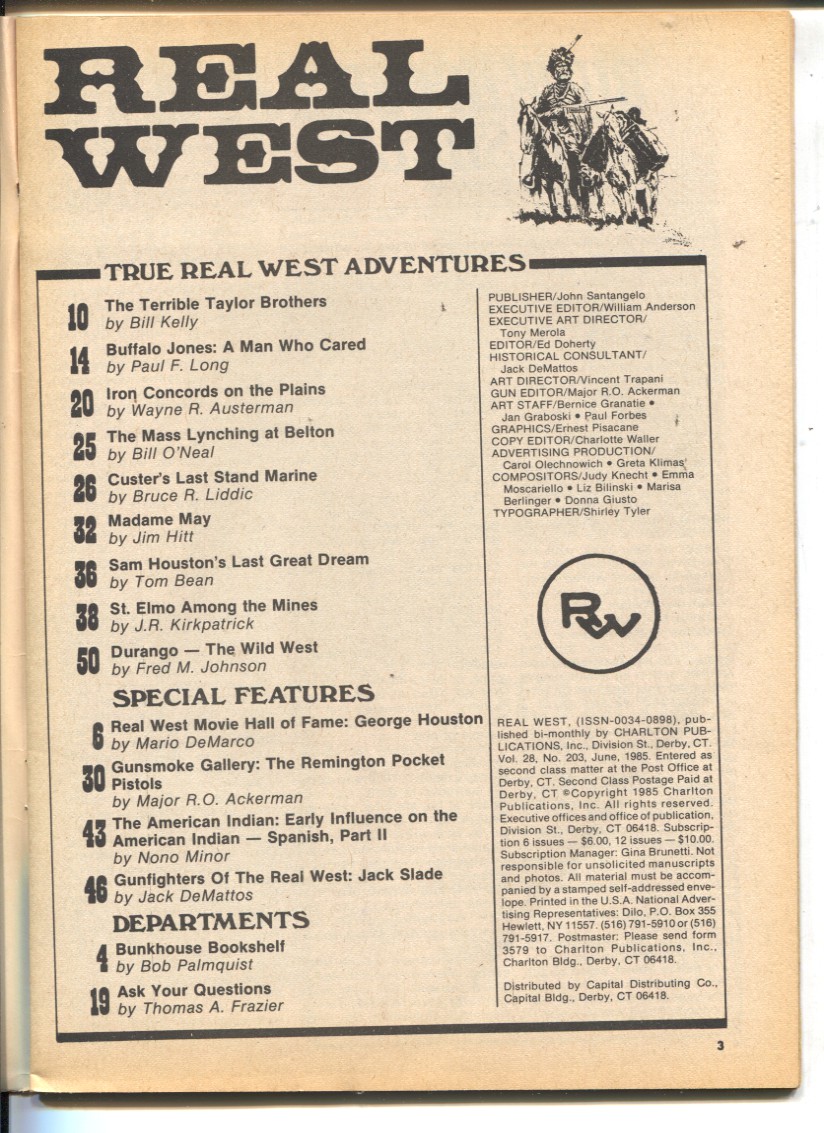 REAL
WEST
TRUE REAL WEST ADVENTURES
10 The Terrible Taylor Brothers
by Bill Kelly
14 Buffalo Jones: A Man Who Cared
by Paul F. Long
20 Iron Concords on the Plains
by Wayne R. Austerman
25 The Mass Lynching at Belton
by Bill O'Neal
26 Custer's Last Stand Marine
by Bruce R. Liddic
32 Madame May
by Jim Hitt
36 Sam Houston's Last Great Dream
by Tom Bean
38 St. Elmo Among the Mines
by J.R. Kirkpatrick
50 Durango — The Wild West
by Fred M. Johnson
SPECIAL FEATURES
6 Real West Movie Hall of Fame: George Houston
by Mario DeMarco
30 Gunsmoke Gallery: The Remington Pocket
Pistols
by Major R.O. Ackerman
43 The American Indian: Early Influence on the
American Indian — Spanish, Part II
by Nono Minor
46 Gunfighters Of The Real West: Jack Slade
by Jack DeMattos
DEPARTMENTS
4 Bunkhouse Bookshelf
by Bob Palmquist
19 Ask Your Questions
by Thomas A. Frazier
PUBLISHER/John Santangelo
EXECUTIVE EDITOR/William Anderson
EXECUTIVE ART DIRECTOR/
Tony Merola
EDITOR/Ed Doherty
HISTORICAL CONSULTANT/
Jack DeMattos
ART DIRECTOR/Vincent Trapani
GUN EDITOR/Major R.O. Ackerman
ART STAFF/Bernice Granatie •
Jan Graboski • Paul Forbes
GRAPHICS/Ernest Pisacane
COPY EDITOR/Charlotte Waller
ADVERTISING PRODUCTION/
Carol Olechnowich • Greta Klimas
COMPOSITORS/Judy Knecht • Emma
Moscariello • Liz Bilinski • Marisa
Berlinger • Donna Giusto
TYPOGRAPHER/Shirley Tyler
RW
REAL WEST, (ISSN-0034-0898), pub-
lished bi-monthly by CHARLTON PUB-
LICATIONS, Inc., Division St., Derby, CT.
Vol. 28, No. 203, June, 1985. Entered as
second class matter at the Post Office at
Derby, CT. Second Class Postage Paid at
Derby, CT ©Copyright 1985 Charlton
Publications, Inc. All rights reserved.
Executive offices and office of publication,
Division St., Derby, CT 06418. Subscrip-
tion 6 issues — $6.00, 12 issues — $10.00.
Subscription Manager: Gina Brunetti. Not
responsible for unsolicited manuscripts
and photos. All material must be accom-
panied by a stamped self-addressed enve-
lope. Printed in the U.S.A. National Adver-
tising Representatives: Dilo, P.O. Box 355
Hewlett, NY 11557. (516) 791-5910 or (516)
791-5917. Postmaster: Please send form
3579 to Charlton Publications, Inc.,
Charlton Bldg., Derby, CT 06418.
Distributed by Capital Distributing Co.,
Capital Bldg., Derby, CT 06418.
3